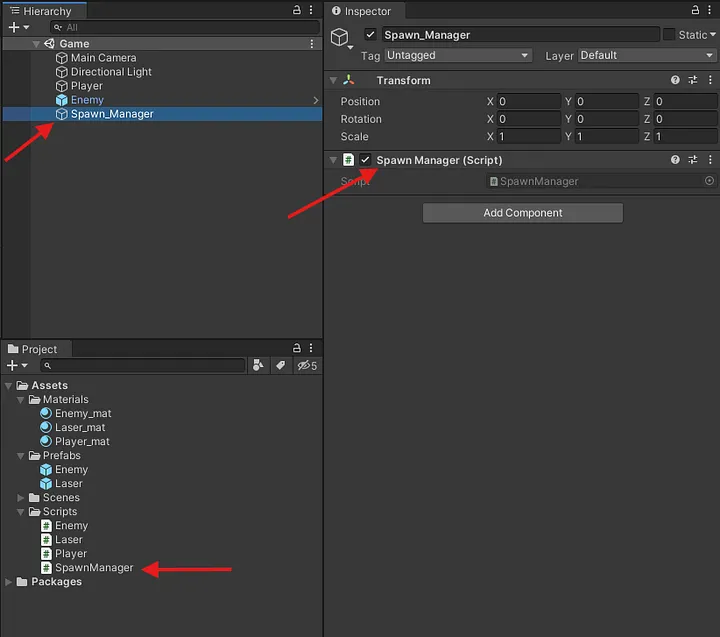 Hierarchy
All
Game
Main Camera
Directional Light
Player
Enemy
Spawn_Manager
Project
5
Assets
Materials
Enemy_mat
Laser_mat
Player_mat
Prefabs
Enemy
Laser
Scenes
Scripts
Enemy
Laser
Player
SpawnManager
Packages
Inspector
Spawn_Manager Static
Tag Untagged Layer Default
Transform
Position X 0 Y 0 Z 0
Rotation X 0 Y 0 Z 0
Scale X 1 Y 1 Z 1
# Spawn Manager (Script)
Script SpawnManager
Add Component